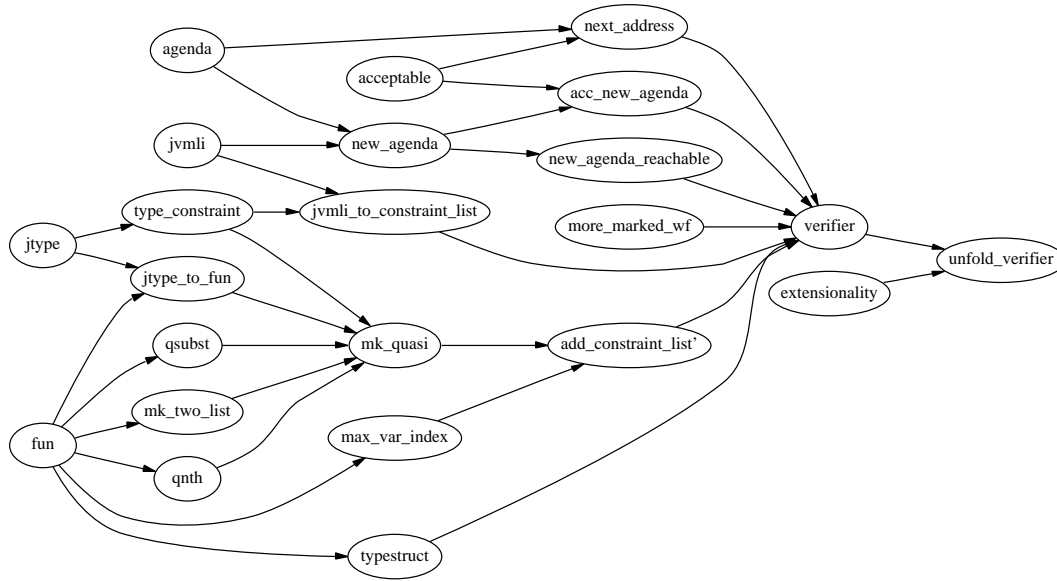 next_address
agenda
acceptable
acc_new_agenda
jvmli
new_agenda
new_agenda_reachable
type_constraint
jvmli_to_constraint_list
more_marked_wf
verifier
jtype
unfold_verifier
jtype_to_fun
extensionality
qsubst
mk_quasi
add_constraint_list’
mk_two_list
max_var_index
fun
qnth
typestruct